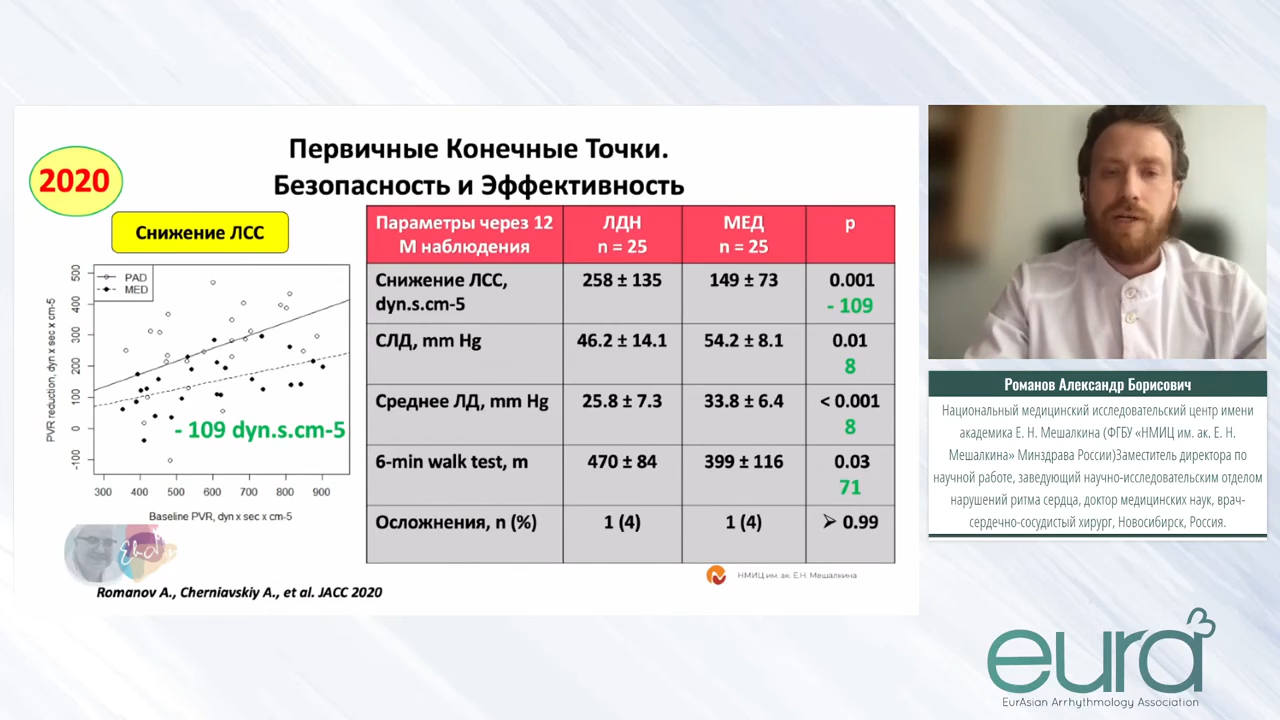 Первичные Конечные Точки.
Безопасность и Эффективность
2020
Снижение ЛСС
PAD
MED
PVR reduction, dyn x sec x cm-5
500
400
300
200
100
0
-100
- 109 dyn.s.cm-5
300 400 500 600 700 800 900
Baseline PVR, dyn x sec x cm-5
Параметры через 12 М наблюдения
ЛДН n = 25
МЕД n = 25
p
Снижение ЛСС, dyn.s.cm-5
258 ± 135
149 ± 73
0.001
- 109
СЛД, mm Hg
46.2 ± 14.1
54.2 ± 8.1
0.01
8
Среднее ЛД, mm Hg
25.8 ± 7.3
33.8 ± 6.4
< 0.001
8
6-min walk test, m
470 ± 84
399 ± 116
0.03
71
Осложнения, n (%)
1 (4)
1 (4)
➢ 0.99
НМИЦ им. ак. Е.Н. Мешалкина
Romanov A., Cherniavskiy A., et al. JACC 2020
Романов Александр Борисович
Национальный медицинский исследовательский центр имени
академика Е. Н. Мешалкина (ФГБУ «НМИЦ им. ак. Е. Н.
Мешалкина» Минздрава России)Заместитель директора по
научной работе, заведующий научно-исследовательским отделом
нарушений ритма сердца, доктор медицинских наук, врач-
сердечно-сосудистый хирург, Новосибирск, Россия.
eura
EurAsian Arrhythmology Association